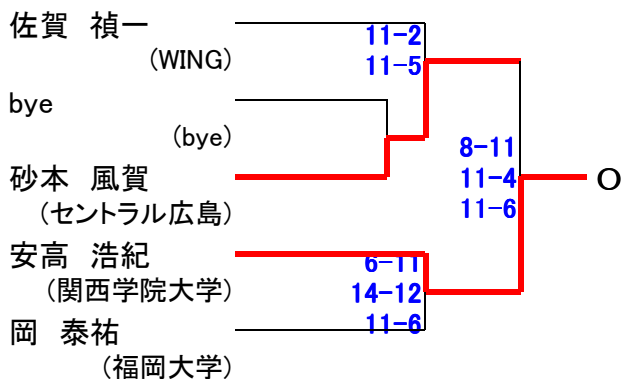 佐賀 禎一
(WING)
bye
(bye)
砂本 風賀
(セントラル広島)
安高 浩紀
(関西学院大学)
岡 泰祐
(福岡大学)
11-2
11-5
6-11
14-12
11-6
8-11
11-4
11-6
O